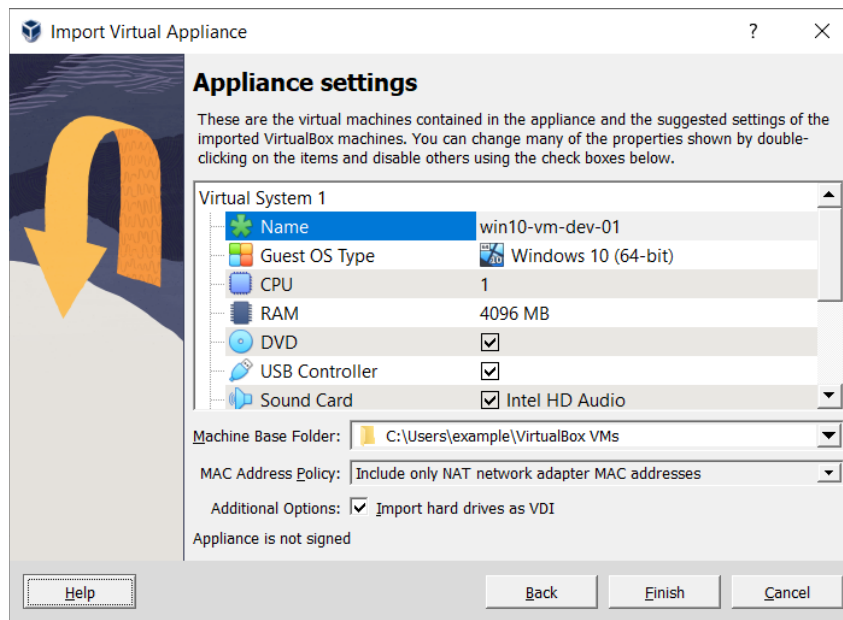 Import Virtual Appliance
?
Appliance settings
These are the virtual machines contained in the appliance and the suggested settings of the
imported VirtualBox machines. You can change many of the properties shown by double-
clicking on the items and disable others using the check boxes below.
Virtual System 1
Name win10-vm-dev-01
Guest OS Type Windows 10 (64-bit)
CPU 1
RAM 4096 MB
DVD
USB Controller
Sound Card Intel HD Audio
Machine Base Folder: C:\Users\example\VirtualBox VMs
MAC Address Policy: Include only NAT network adapter MAC addresses
Additional Options: Import hard drives as VDI
Appliance is not signed
Help Back Finish Cancel